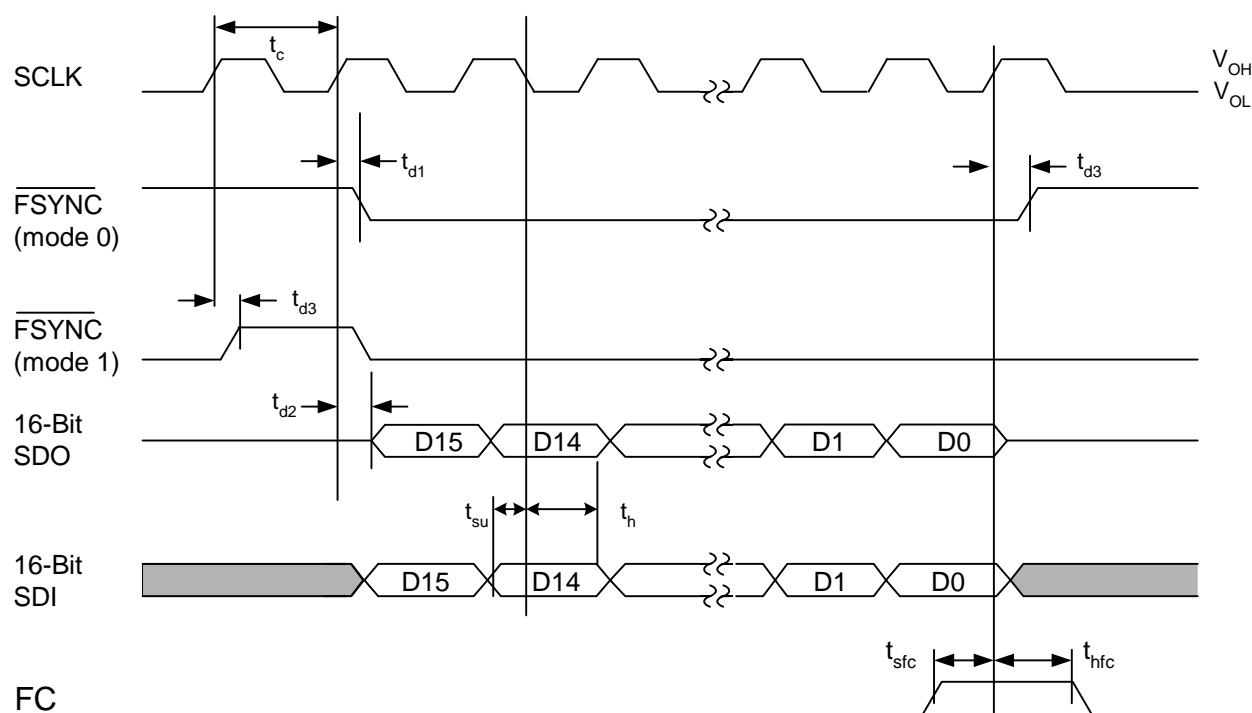 t_c
SCLK
V_OH
V_OL
t_d1
t_d3
FSYNC
(mode 0)
t_d3
FSYNC
(mode 1)
t_d2
16-Bit
SDO
D15 D14 D1 D0
t_su t_h
16-Bit
SDI
D15 D14 D1 D0
t_sfc t_hfc
FC